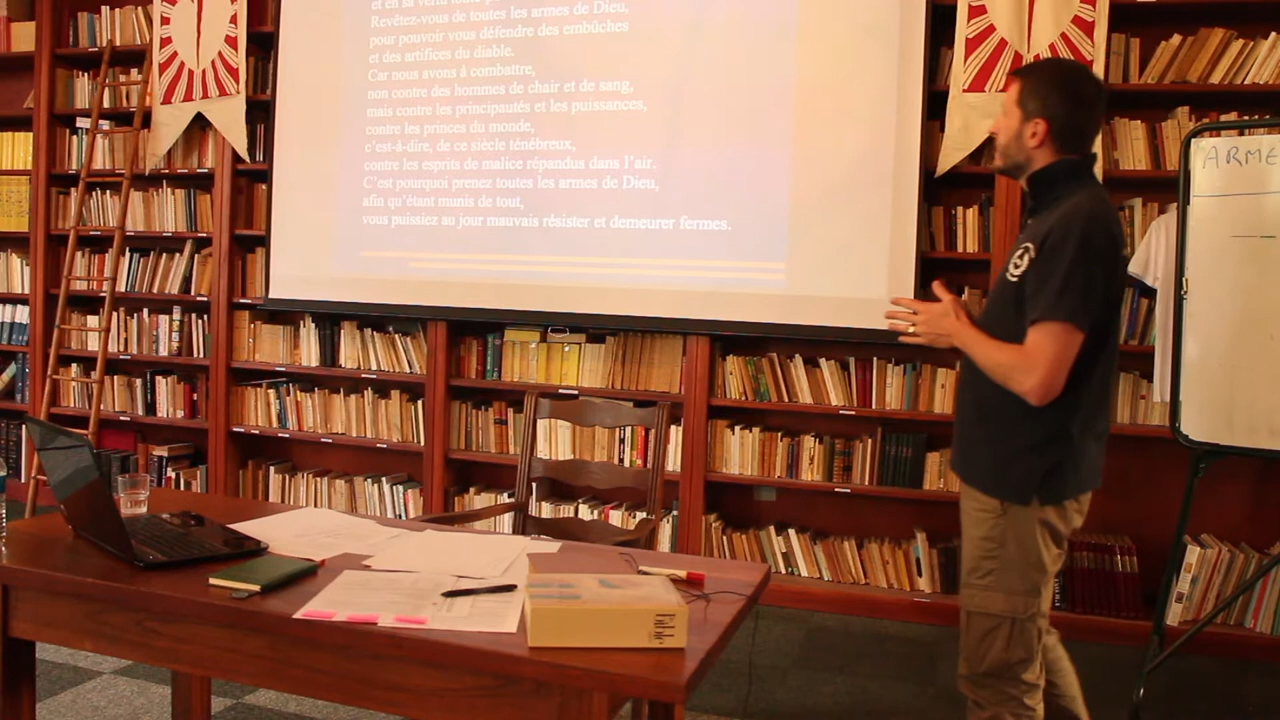 et en sa vertu toute
Revêtez-vous de toutes les armes de Dieu,
pour pouvoir vous défendre des embûches
et des artifices du diable.
Car nous avons à combattre,
non contre des hommes de chair et de sang,
mais contre les principautés et les puissances,
contre les princes du monde,
c'est-à-dire, de ce siècle ténébreux,
contre les esprits de malice répandus dans l'air.
C'est pourquoi prenez toutes les armes de Dieu,
afin qu'étant munis de tout,
vous puissiez au jour mauvais résister et demeurer fermes.
ARME
bible